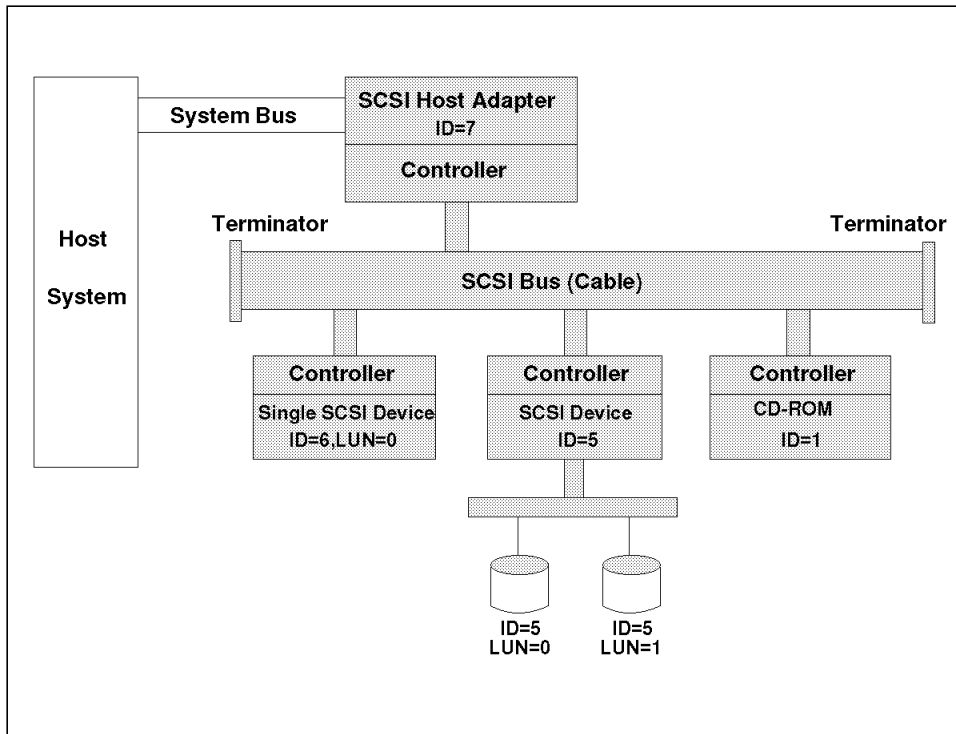 SCSI Host Adapter
ID=7
System Bus
Controller
Host
System
Terminator
Terminator
SCSI Bus (Cable)
Controller
Single SCSI Device
ID=6,LUN=0
Controller
SCSI Device
ID=5
Controller
CD-ROM
ID=1
ID=5
LUN=0
ID=5
LUN=1